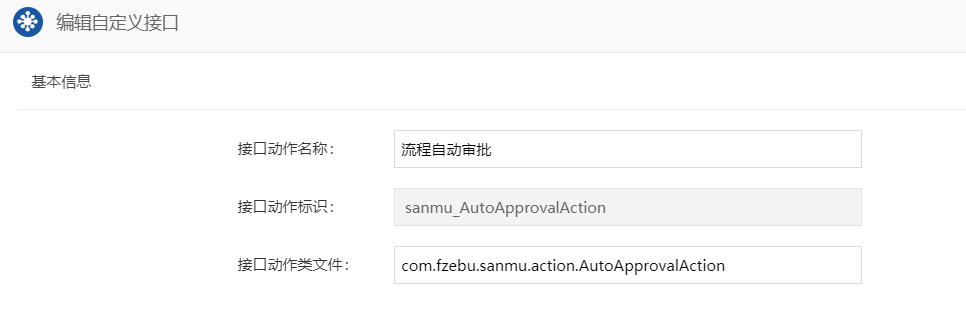 编辑自定义接口
基本信息
接口动作名称： 流程自动审批
接口动作标识： sanmu_AutoApprovalAction
接口动作类文件： com.fzebu.sanmu.action.AutoApprovalAction